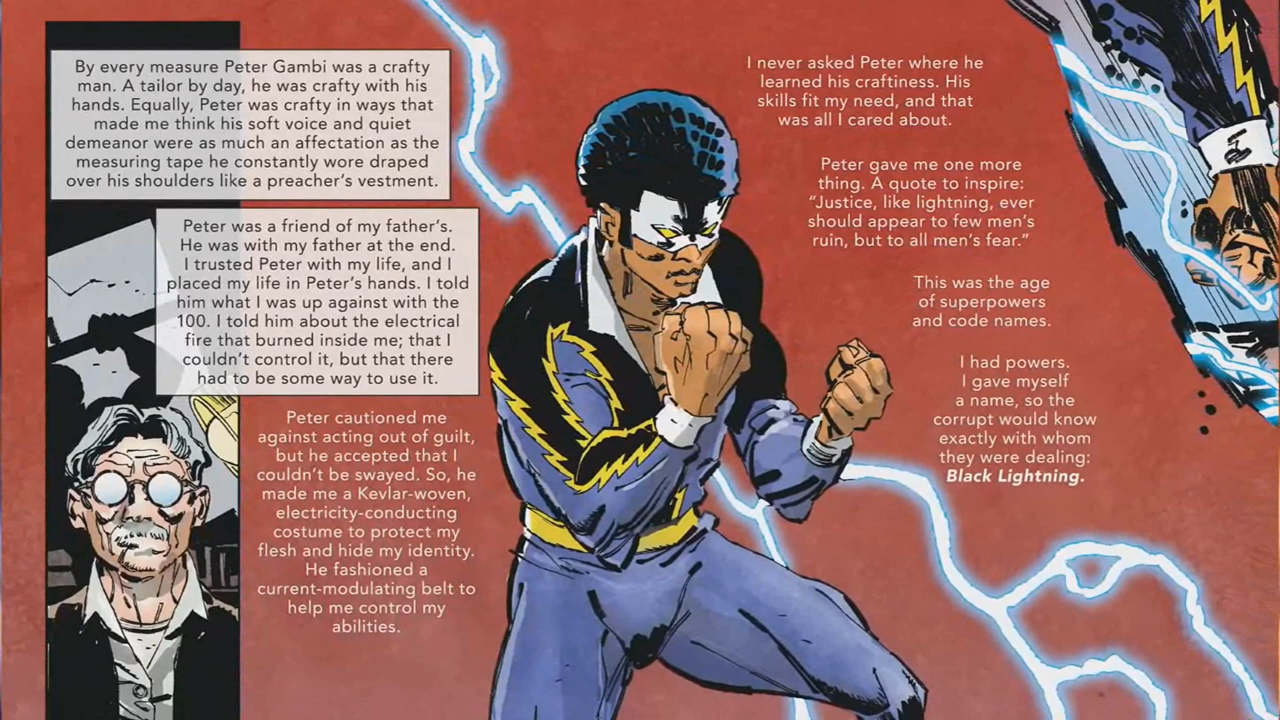 By every measure Peter Gambi was a crafty
man. A tailor by day, he was crafty with his
hands. Equally, Peter was crafty in ways that
made me think his soft voice and quiet
demeanor were as much an affectation as the
measuring tape he constantly wore draped
over his shoulders like a preacher's vestment.
Peter was a friend of my father's.
He was with my father at the end.
I trusted Peter with my life, and I
placed my life in Peter's hands. I told
him what I was up against with the
100. I told him about the electrical
fire that burned inside me; that I
couldn't control it, but that there
had to be some way to use it.
Peter cautioned me
against acting out of guilt,
but he accepted that I
couldn't be swayed. So, he
made me a Kevlar-woven,
electricity-conducting
costume to protect my
flesh and hide my identity.
He fashioned a
current-modulating belt to
help me control my
abilities.
I never asked Peter where he
learned his craftiness. His
skills fit my need, and that
was all I cared about.
Peter gave me one more
thing. A quote to inspire:
“Justice, like lightning, ever
should appear to few men's
ruin, but to all men's fear.”
This was the age
of superpowers
and code names.
I had powers.
I gave myself
a name, so the
corrupt would know
exactly with whom
they were dealing:
Black Lightning.